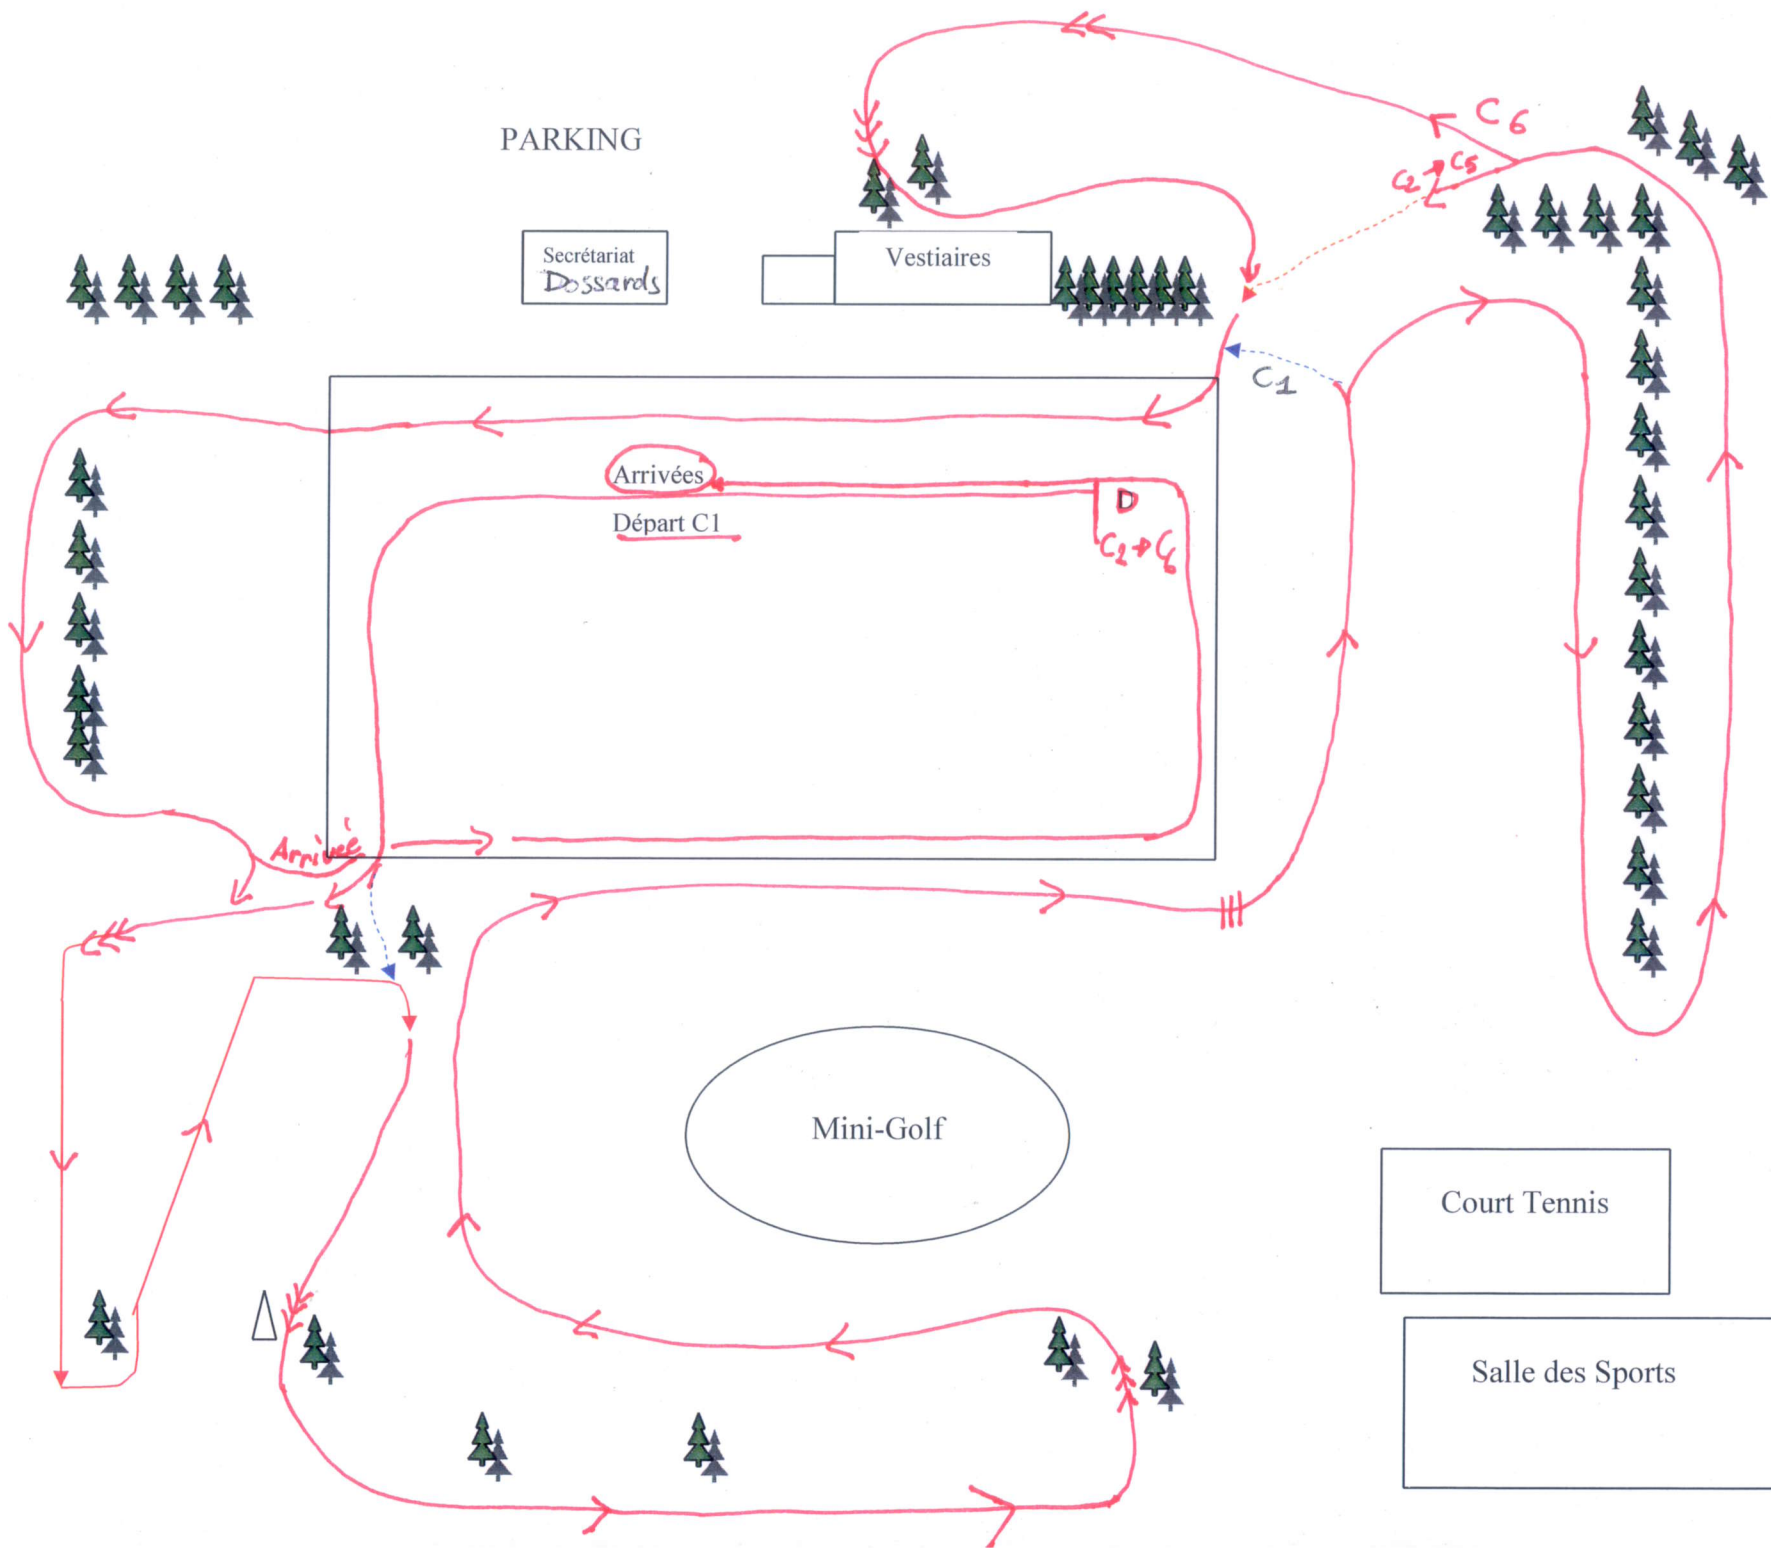 PARKING
C6
C2 → C5
Secrétariat
Dossards
Vestiaires
C1
Arrivées
Départ C1
D
C2 → C6
Arrivée
Mini-Golf
Court Tennis
Salle des Sports